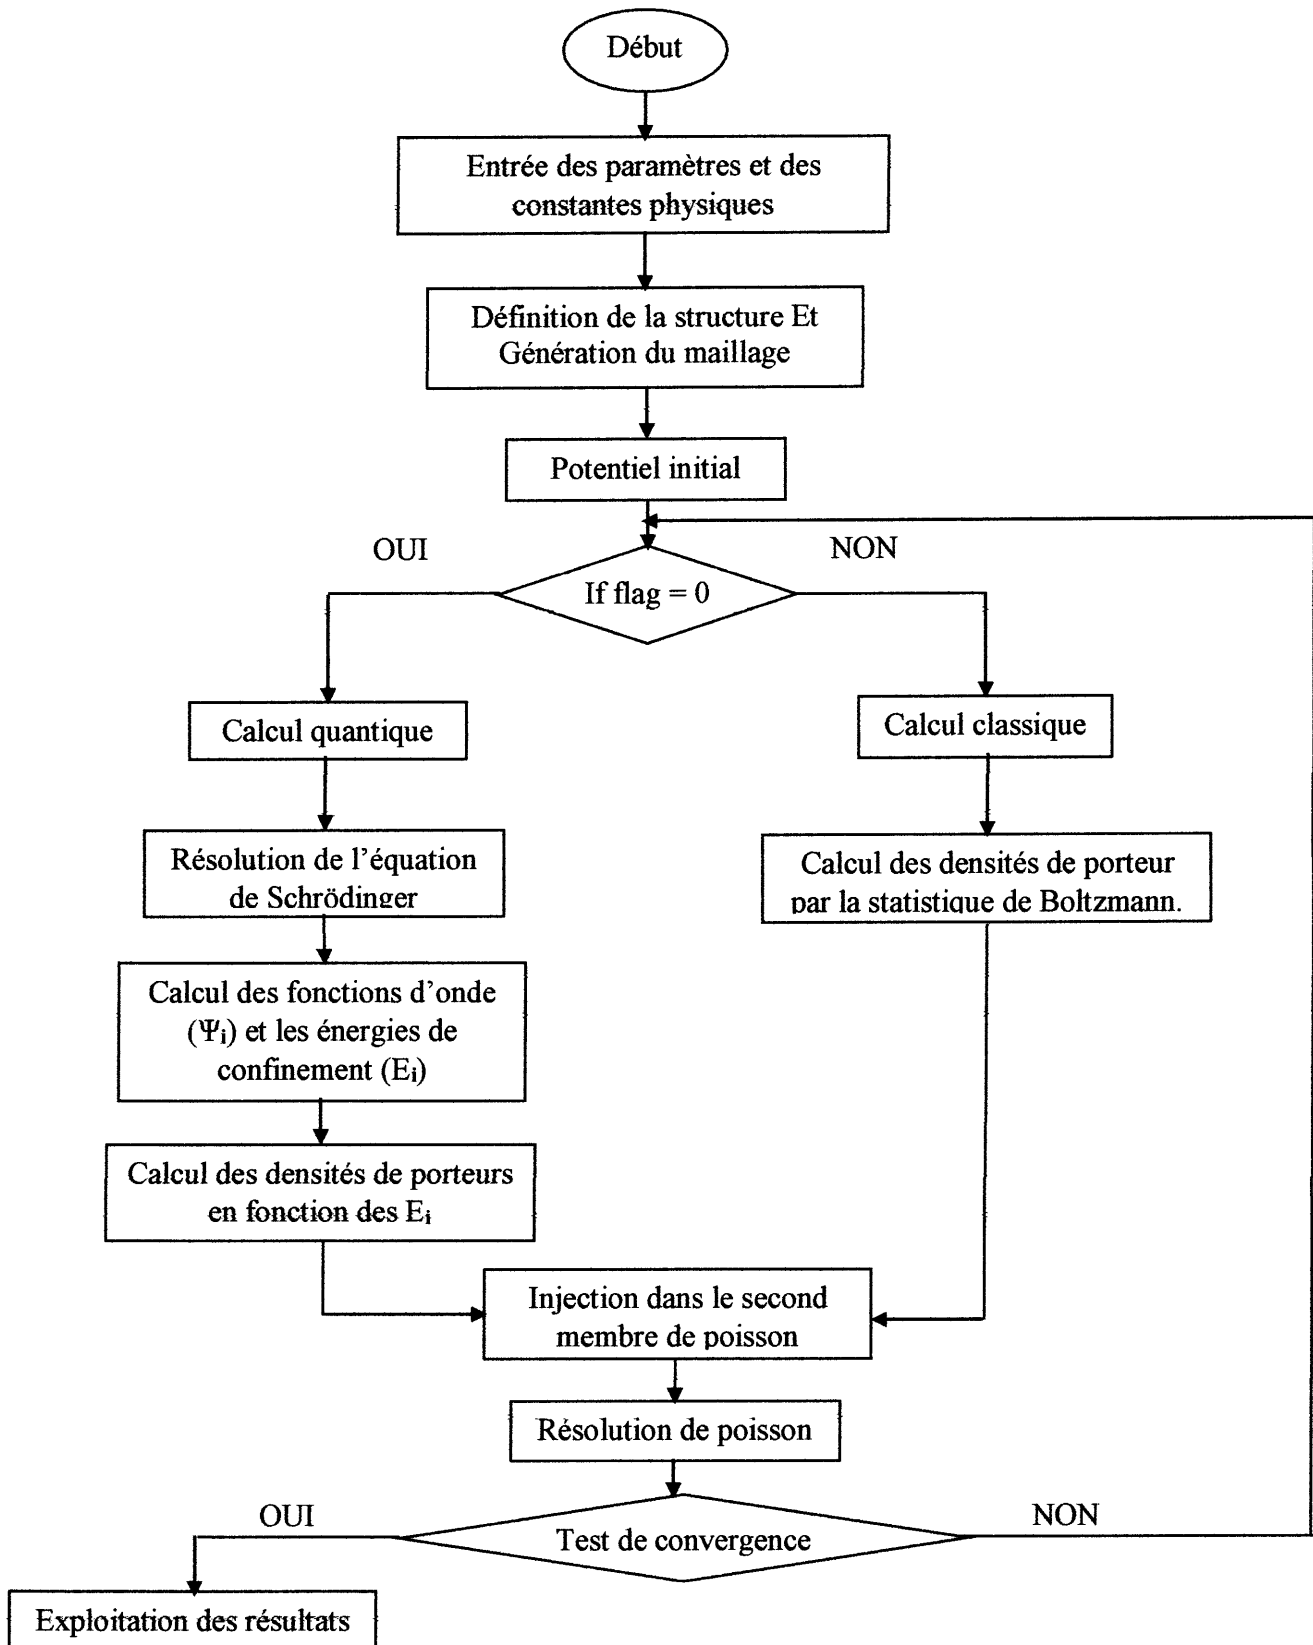 Début
Entrée des paramètres et des
constantes physiques
Définition de la structure Et
Génération du maillage
Potentiel initial
OUI
NON
If flag = 0
Calcul quantique
Calcul classique
Résolution de l'équation
de Schrödinger
Calcul des densités de porteur
par la statistique de Boltzmann.
Calcul des fonctions d'onde
(Ψi) et les énergies de
confinement (Ei)
Calcul des densités de porteurs
en fonction des Ei
Injection dans le second
membre de poisson
Résolution de poisson
OUI
NON
Test de convergence
Exploitation des résultats